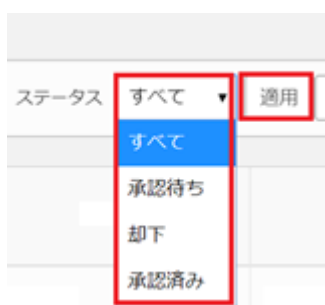 ステータス すべて ▼ 適用
すべて
承認待ち
却下
承認済み